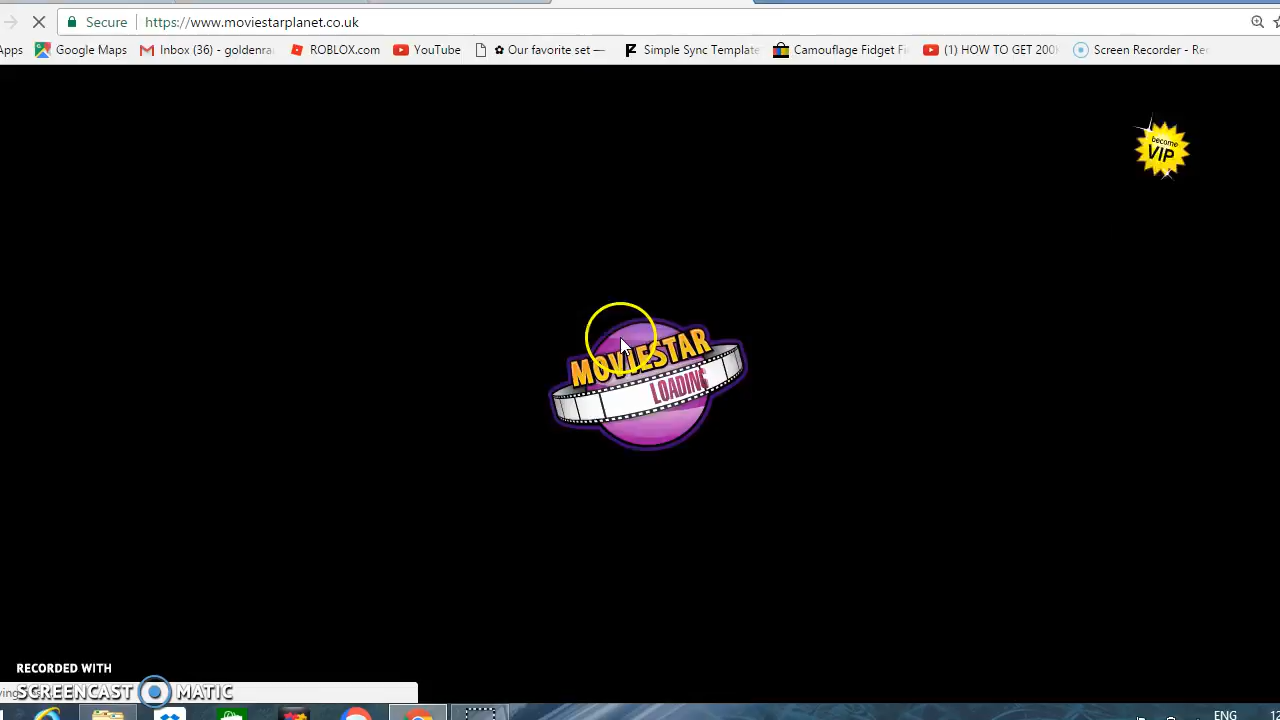 Secure https://www.moviestarplanet.co.uk
Apps Google Maps Inbox (36) - goldenra ROBLOX.com YouTube ✿ Our favorite set — Simple Sync Template Camouflage Fidget F (1) HOW TO GET 200 Screen Recorder - Re
become
VIP
MOVIESTAR
LOADING
RECORDED WITH
SCREENCAST MATIC
ENG